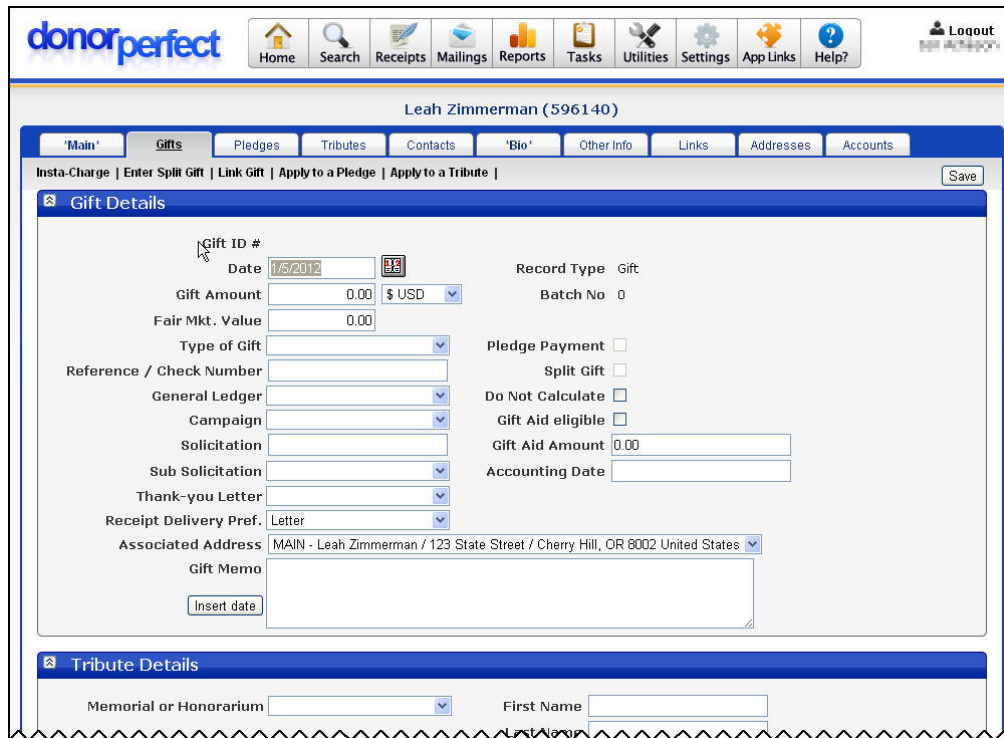 donorperfect
Home Search Receipts Mailings Reports Tasks Utilities Settings App Links Help?
Logout
Leah Zimmerman (596140)
*Main* Gifts Pledges Tributes Contacts *Bio* Other Info Links Addresses Accounts
Insta-Charge | Enter Split Gift | Link Gift | Apply to a Pledge | Apply to a Tribute |
Save
Gift Details
Gift ID #
Date 1/5/2012 Record Type Gift
Gift Amount 0.00 $ USD Batch No 0
Fair Mkt. Value 0.00
Type of Gift Pledge Payment
Reference / Check Number Split Gift
General Ledger Do Not Calculate
Campaign Gift Aid eligible
Solicitation Gift Aid Amount 0.00
Sub Solicitation Accounting Date
Thank-you Letter
Receipt Delivery Pref. Letter
Associated Address MAIN - Leah Zimmerman / 123 State Street / Cherry Hill, OR 8002 United States
Gift Memo
Insert date
Tribute Details
Memorial or Honorarium First Name
Last Name